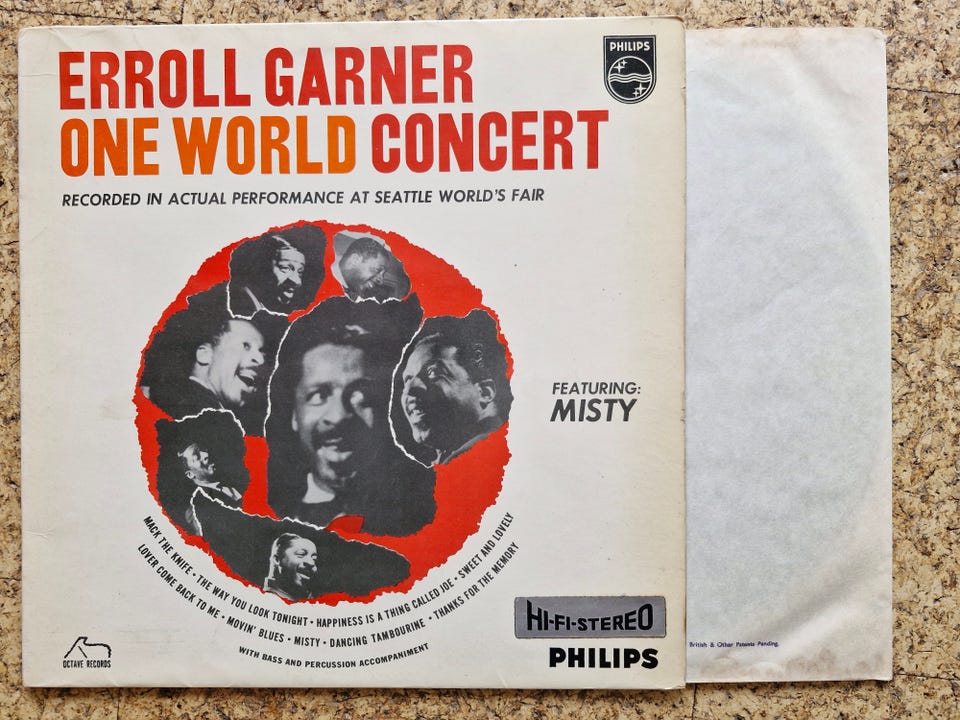 ERROLL GARNER
PHILIPS
ONE WORLD CONCERT
RECORDED IN ACTUAL PERFORMANCE AT SEATTLE WORLD'S FAIR
FEATURING:
MISTY
MACK THE KNIFE • THE WAY YOU LOOK TONIGHT • HAPPINESS IS A THING CALLED JOE • SWEET AND LOVELY
LOVER COME BACK TO ME • MOVIN' BLUES • MISTY • DANCING TAMBOURINE • THANKS FOR THE MEMORY
WITH BASS AND PERCUSSION ACCOMPANIMENT
OCTAVE RECORDS
HI-FI-STEREO
PHILIPS
British & Other Patents Pending.